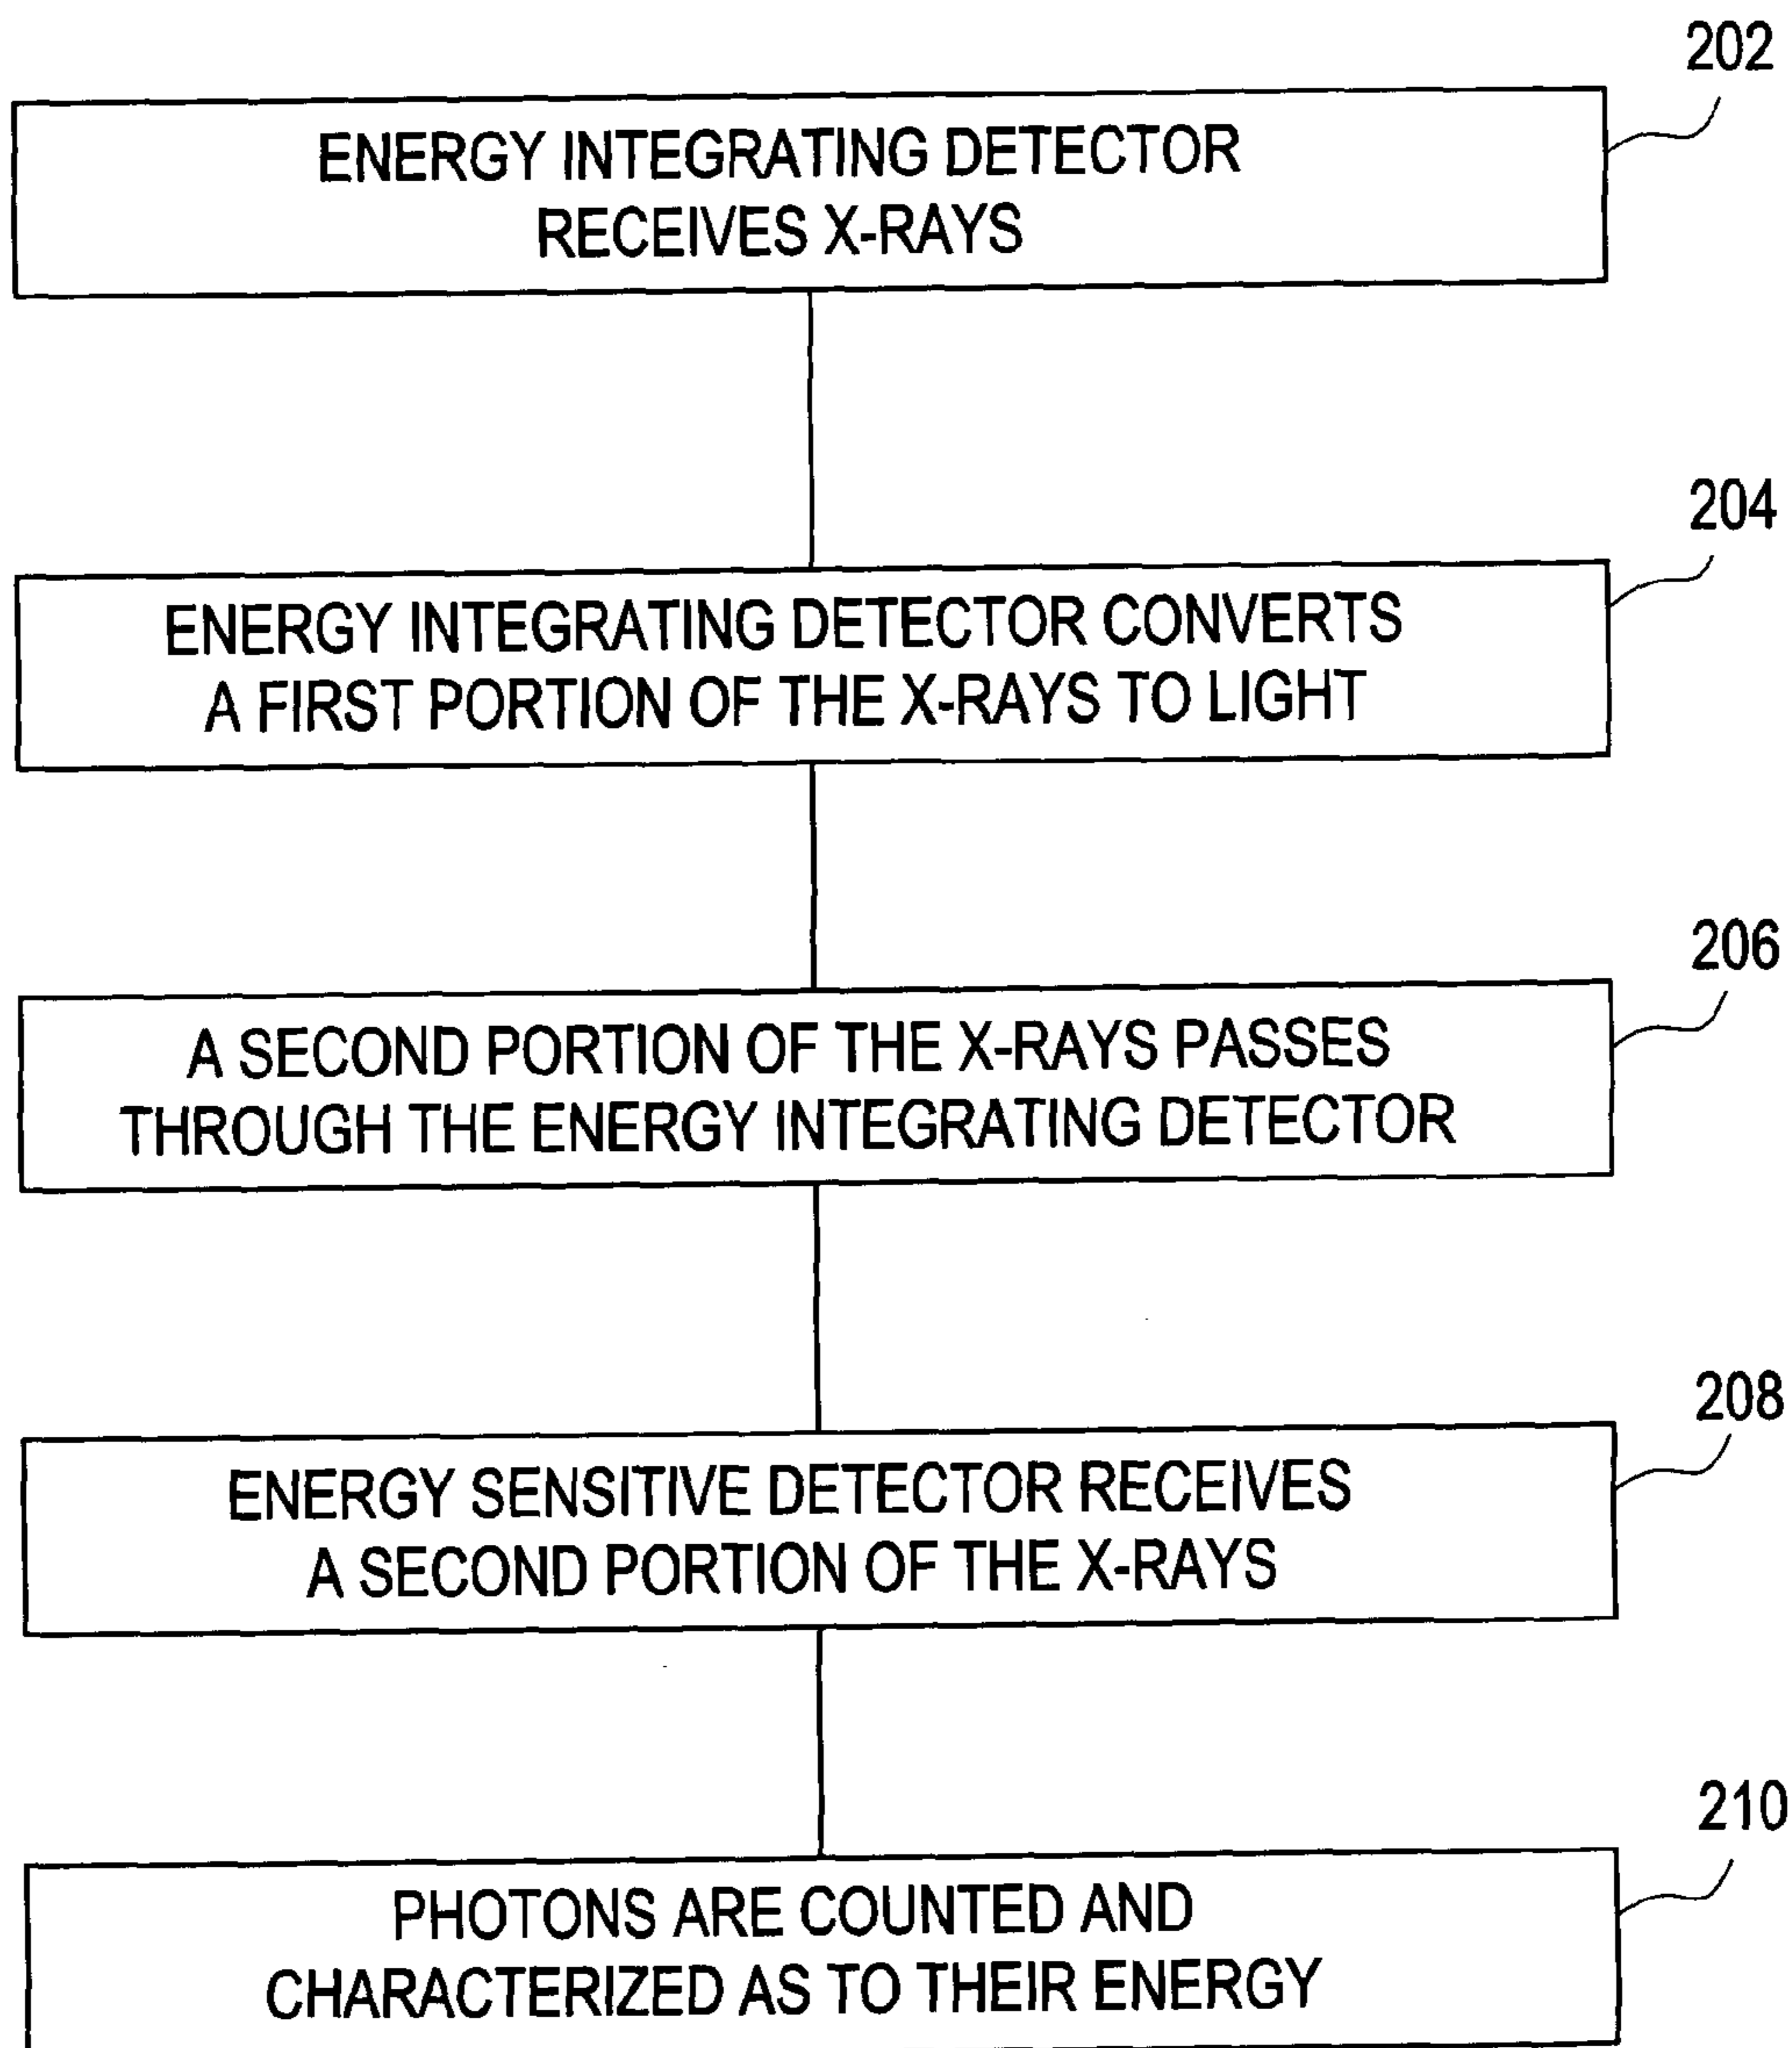 202
ENERGY INTEGRATING DETECTOR
RECEIVES X-RAYS
204
ENERGY INTEGRATING DETECTOR CONVERTS
A FIRST PORTION OF THE X-RAYS TO LIGHT
206
A SECOND PORTION OF THE X-RAYS PASSES
THROUGH THE ENERGY INTEGRATING DETECTOR
208
ENERGY SENSITIVE DETECTOR RECEIVES
A SECOND PORTION OF THE X-RAYS
210
PHOTONS ARE COUNTED AND
CHARACTERIZED AS TO THEIR ENERGY